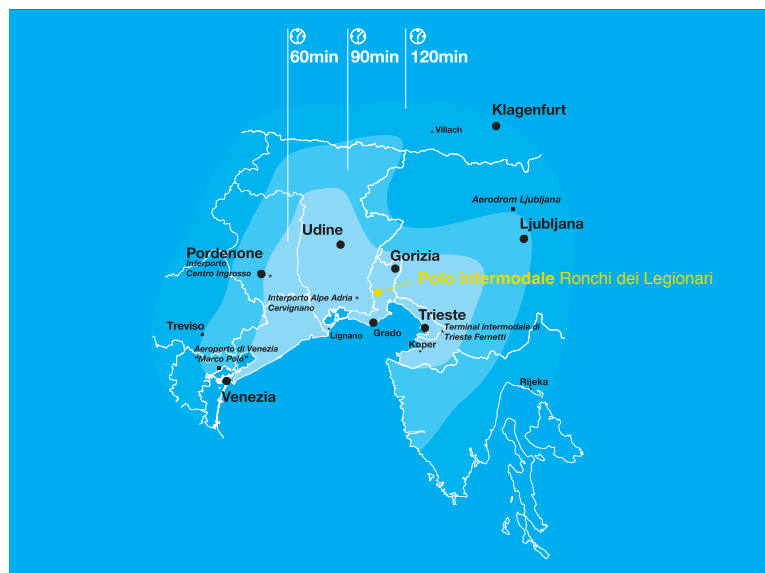 60min
90min
120min
Klagenfurt
Villach
Aerodrom Ljubljana
Ljubljana
Udine
Pordenone
Interporto
Centro Ingrosso
Gorizia
Polo intermodale Ronchi dei Legionari
Interporto Alpe Adria
Cervignano
Trieste
Treviso
Lignano
Grado
Terminal intermodale di
Trieste Fernetti
Koper
Aeroporto di Venezia
"Marco Polo"
Rijeka
Venezia